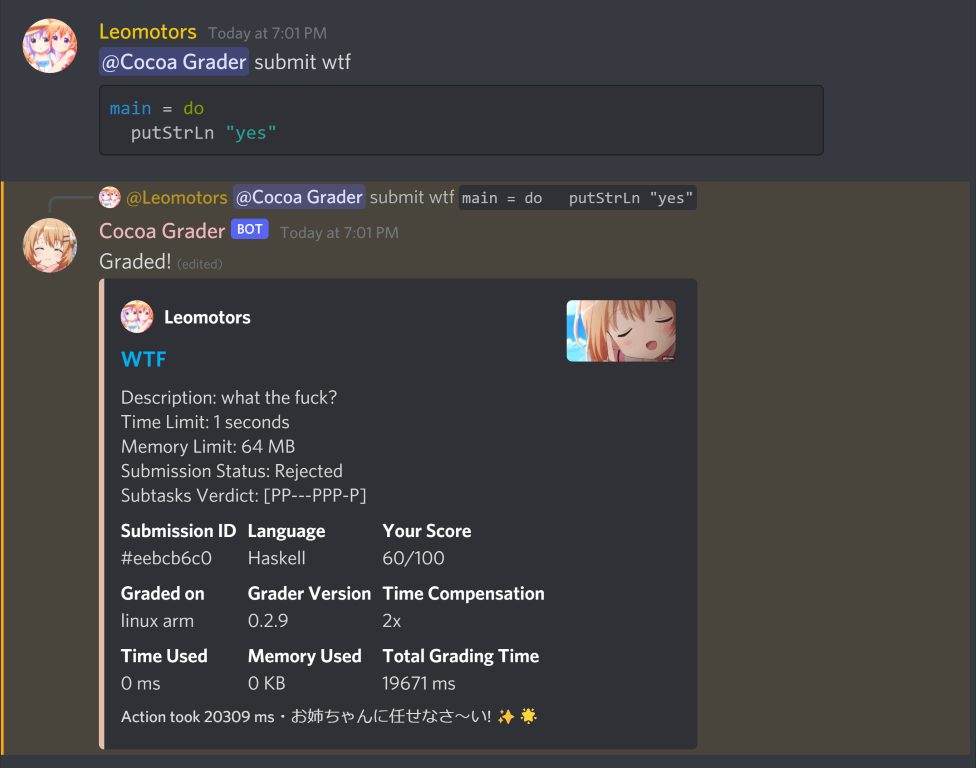 Leomotors Today at 7:01 PM
@Cocoa Grader submit wtf
main = do
putStrLn "yes"
@Leomotors @Cocoa Grader submit wtf main = do   putStrLn "yes"
Cocoa Grader BOT Today at 7:01 PM
Graded! (edited)
Leomotors
WTF
Description: what the fuck?
Time Limit: 1 seconds
Memory Limit: 64 MB
Submission Status: Rejected
Subtasks Verdict: [PP---PPP-P]
Submission ID Language Your Score
#eebcb6c0 Haskell 60/100
Graded on Grader Version Time Compensation
linux arm 0.2.9 2x
Time Used Memory Used Total Grading Time
0 ms 0 KB 19671 ms
Action took 20309 ms・お姉ちゃんに任せなさ〜い! ✨ 🌟